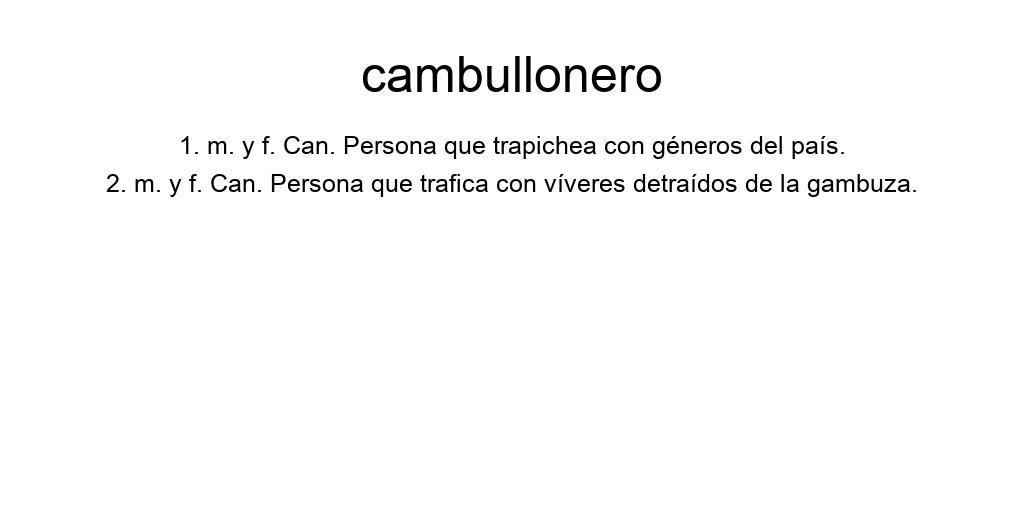 cambullonero
1. m. y f. Can. Persona que trapichea con géneros del país.
2. m. y f. Can. Persona que trafica con víveres detraídos de la gambuza.